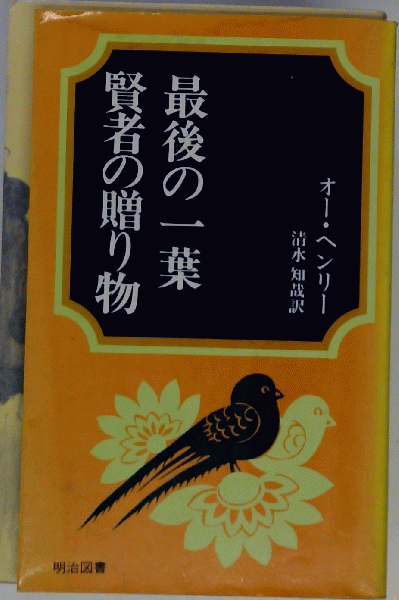 オー・ヘンリー
清水 知哉訳
最後の一葉
賢者の贈り物
明治図書